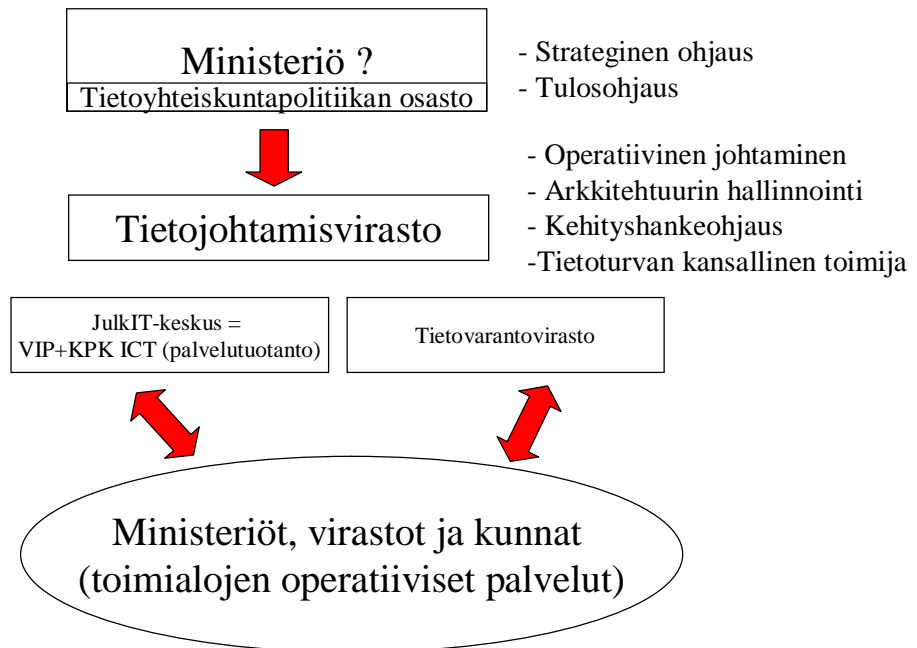 Ministeriö ?
Tietoyhteiskuntapolitiikan osasto
- Strateginen ohjaus
- Tulosohjaus
Tietojohtamisvirasto
- Operatiivinen johtaminen
- Arkkitehtuurin hallinnointi
- Kehityshankeohjaus
-Tietoturvan kansallinen toimija
JulkIT-keskus =
VIP+KPK ICT (palvelutuotanto)
Tietovarantovirasto
Ministeriöt, virastot ja kunnat
(toimialojen operatiiviset palvelut)